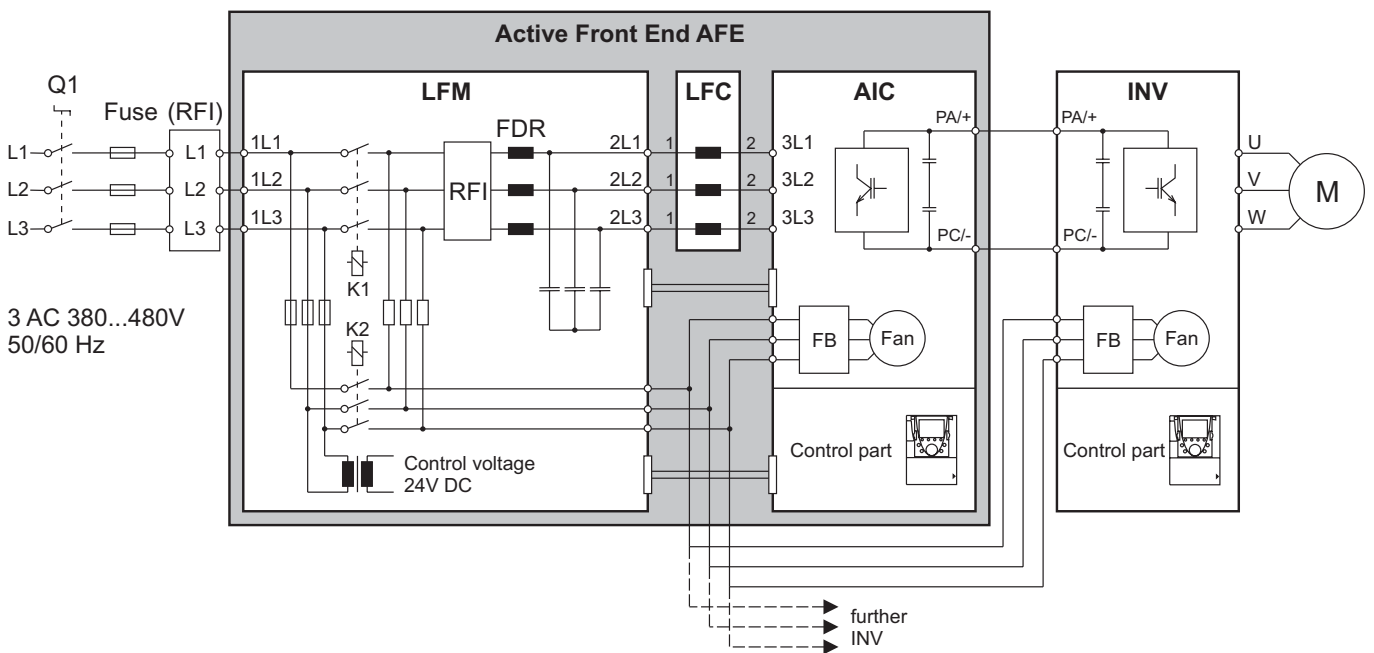 Active Front End AFE
Q1
Fuse (RFI)
LFM
LFC
AIC
INV
L1
L1
1L1
FDR
2L1
1
2
3L1
PA/+
PA/+
U
L2
L2
1L2
RFI
2L2
1
2
3L2
V
M
L3
L3
1L3
2L3
1
2
3L3
PC/-
PC/-
W
K1
3 AC 380...480V
50/60 Hz
K2
FB
Fan
FB
Fan
Control voltage
24V DC
Control part
Control part
further
INV